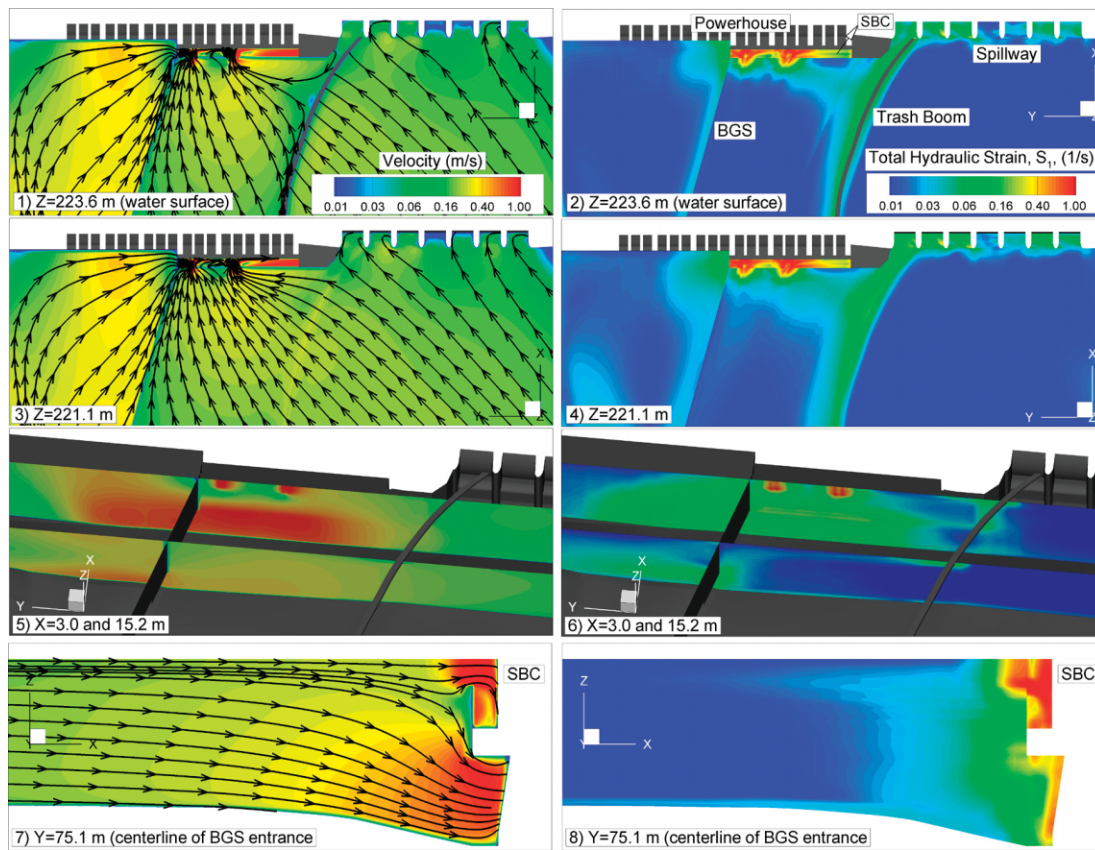 Velocity (m/s)
0.01 0.03 0.06 0.16 0.40 1.00
X
Y
Z
1) Z=223.6 m (water surface)
Powerhouse
SBC
Spillway
X
Y
Z
BGS
Trash Boom
Total Hydraulic Strain, S1, (1/s)
0.01 0.03 0.06 0.16 0.40 1.00
2) Z=223.6 m (water surface)
X
Y
Z
3) Z=221.1 m
X
Y
Z
4) Z=221.1 m
X
Z
Y
5) X=3.0 and 15.2 m
X
Z
Y
6) X=3.0 and 15.2 m
SBC
Z
Y
X
7) Y=75.1 m (centerline of BGS entrance
SBC
Z
Y
X
8) Y=75.1 m (centerline of BGS entrance